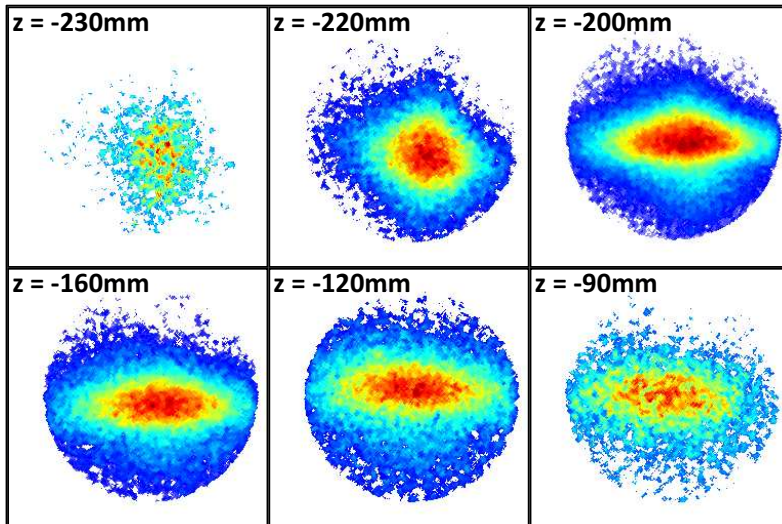 z = -230mm
z = -220mm
z = -200mm
z = -160mm
z = -120mm
z = -90mm